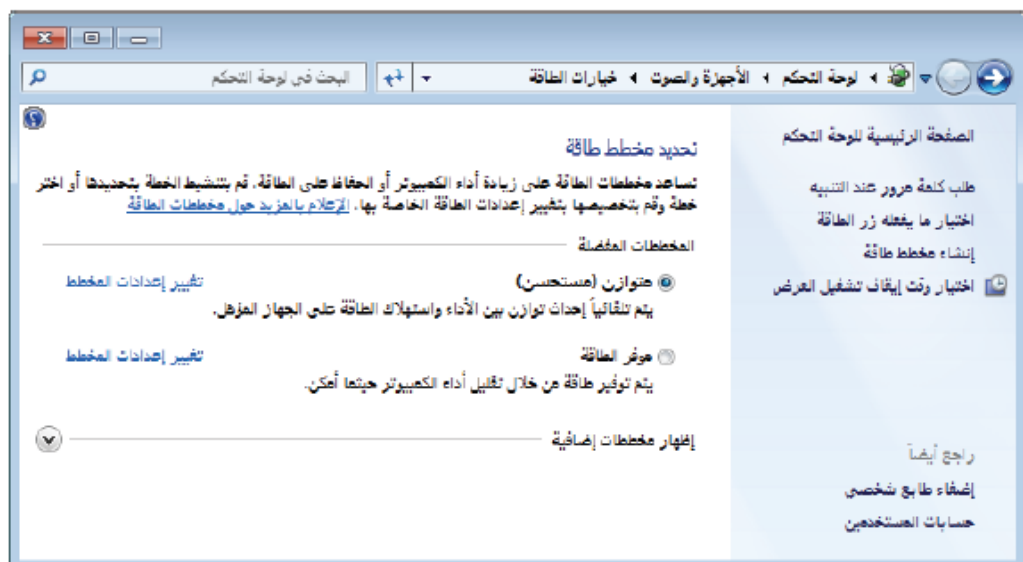 لوحة التحكم ‹ الأجهزة والصوت ‹ خيارات الطاقة
البحث في لوحة التحكم
الصفحة الرئيسية للوحة التحكم
طلب كلمة مرور عند التنبيه
اختيار ما يفعله زر الطاقة
إنشاء مخطط طاقة
اختيار وقت إيقاف تشغيل العرض
راجع أيضاً
إضفاء طابع شخصي
حسابات المستخدمين
تحديد مخطط طاقة
تساعد مخططات الطاقة على زيادة أداء الكمبيوتر أو الحفاظ على الطاقة. قم بتنشيط الخطة بتحديدها أو اختر
خطة وقم بتخصيصها بتغيير إعدادات الطاقة الخاصة بها. الإعلام بالمزيد حول مخططات الطاقة
المخططات المفضلة
متوازن (مستحسن) تغيير إعدادات المخطط
يتم تلقائياً إحداث توازن بين الأداء واستهلاك الطاقة على الجهاز المؤهل.
موفر الطاقة تغيير إعدادات المخطط
يتم توفير طاقة من خلال تقليل أداء الكمبيوتر حيثما أمكن.
إظهار مخططات إضافية